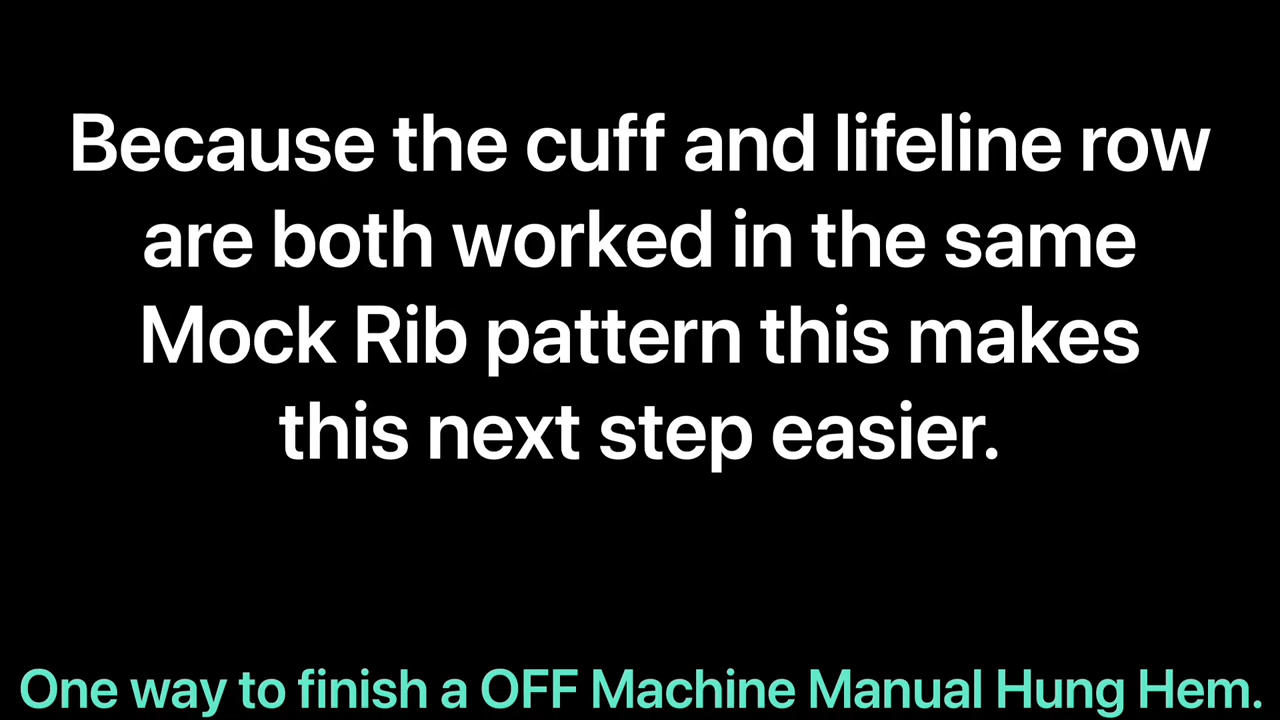 Because the cuff and lifeline row
are both worked in the same
Mock Rib pattern this makes
this next step easier.
One way to finish a OFF Machine Manual Hung Hem.